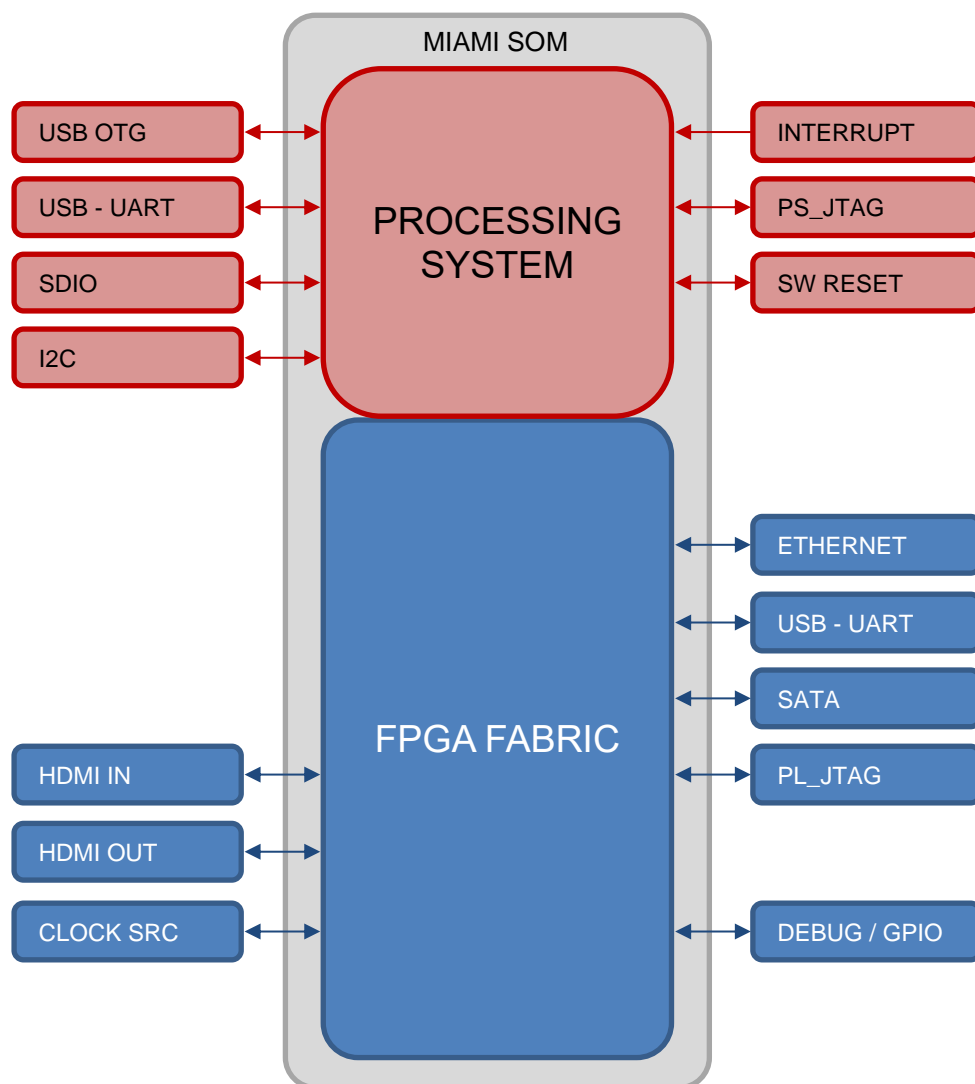 MIAMI SOM
USB OTG
USB - UART
SDIO
I2C
PROCESSING
SYSTEM
INTERRUPT
PS_JTAG
SW RESET
HDMI IN
HDMI OUT
CLOCK SRC
FPGA FABRIC
ETHERNET
USB - UART
SATA
PL_JTAG
DEBUG / GPIO